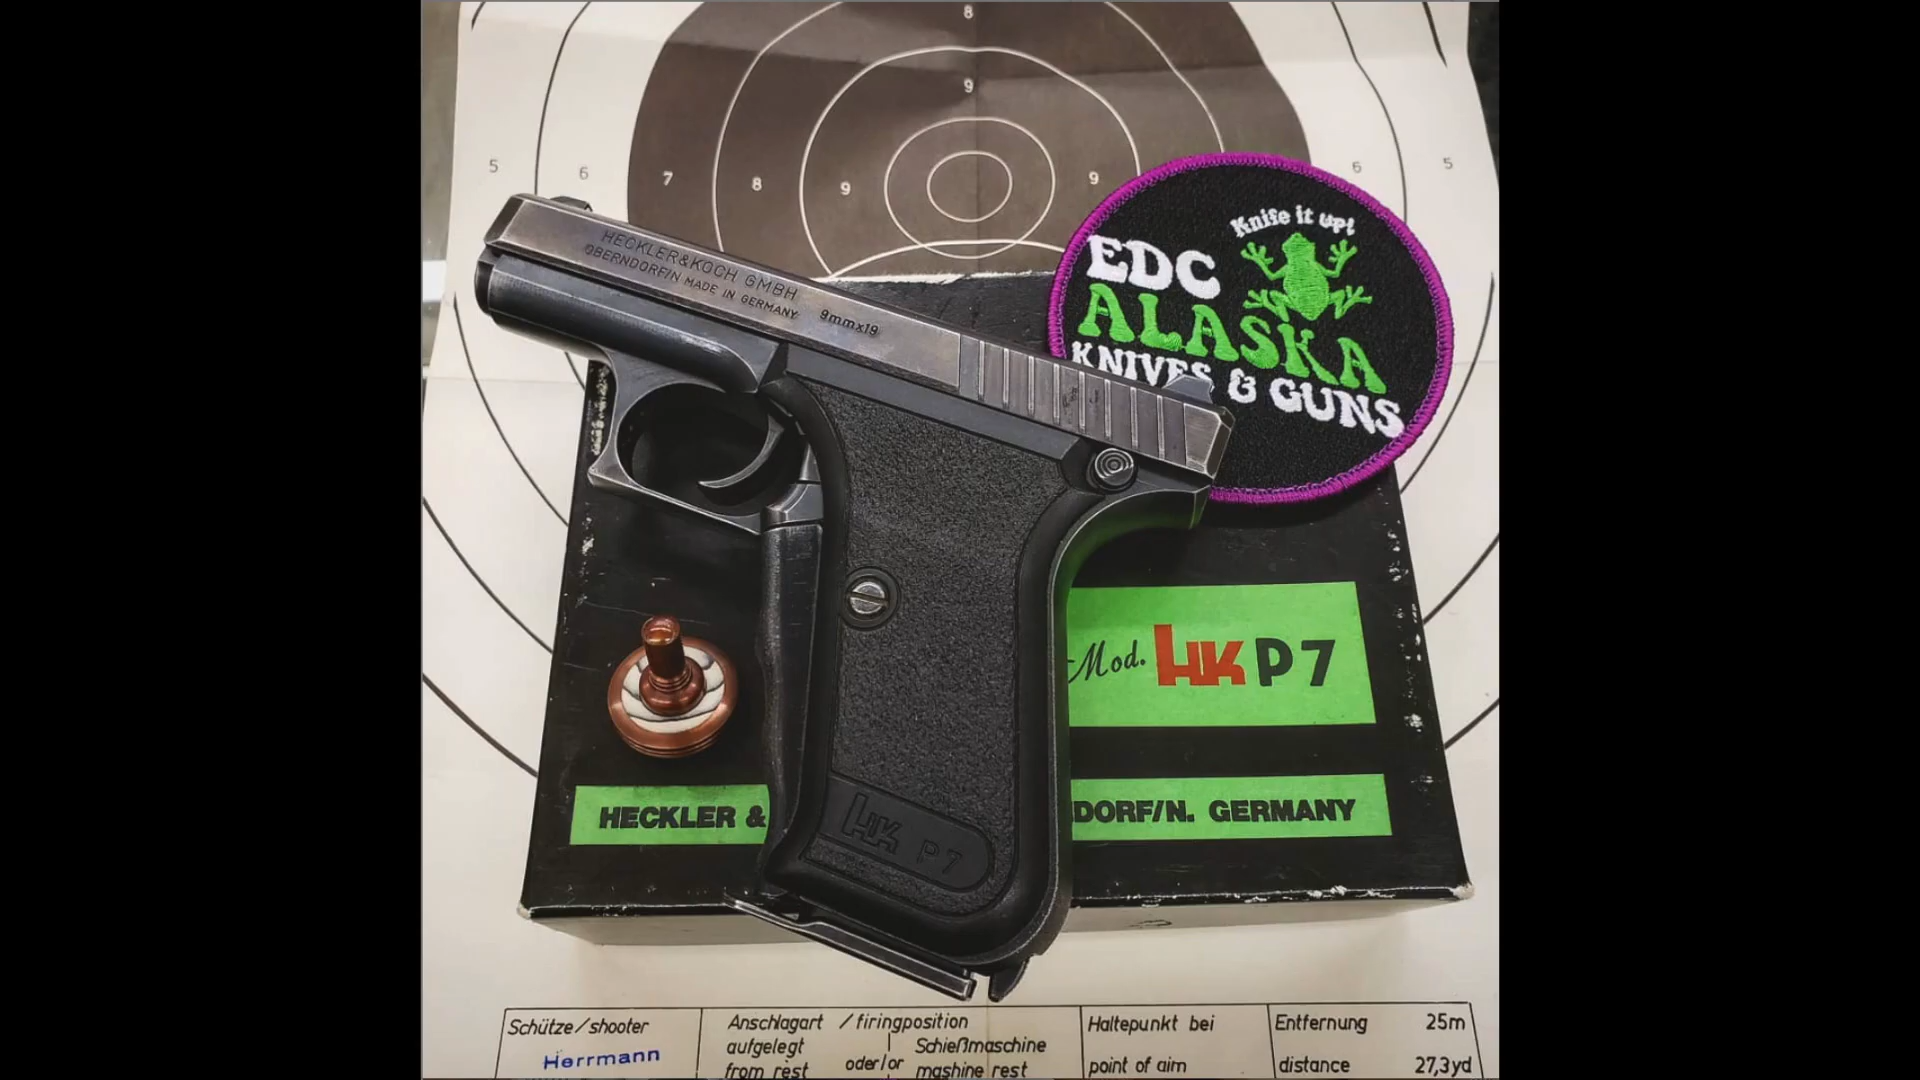 8
9
5
6
7
8
9
9
6
5
Knife it up!
EDC
ALASKA
KNIVES & GUNS
HECKLER&KOCH GMBH
OBERNDORF/N MADE IN GERMANY 9mmx19
Mod. HK P7
HECKLER &
DORF/N. GERMANY
HK P7
Schütze/shooter
Herrmann
Anschlagart / firingposition
aufgelegt
from rest
oder/or
Schießmaschine
mashine rest
Haltepunkt bei
point of aim
Entfernung 25m
distance 27,3yd